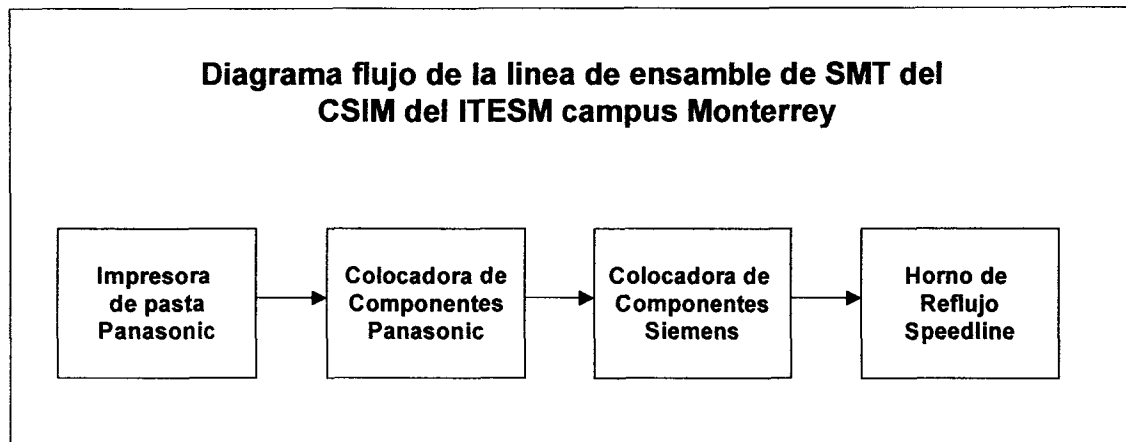 Diagrama flujo de la linea de ensamble de SMT del
CSIM del ITESM campus Monterrey
Impresora
de pasta
Panasonic
Colocadora de
Componentes
Panasonic
Colocadora de
Componentes
Siemens
Horno de
Reflujo
Speedline